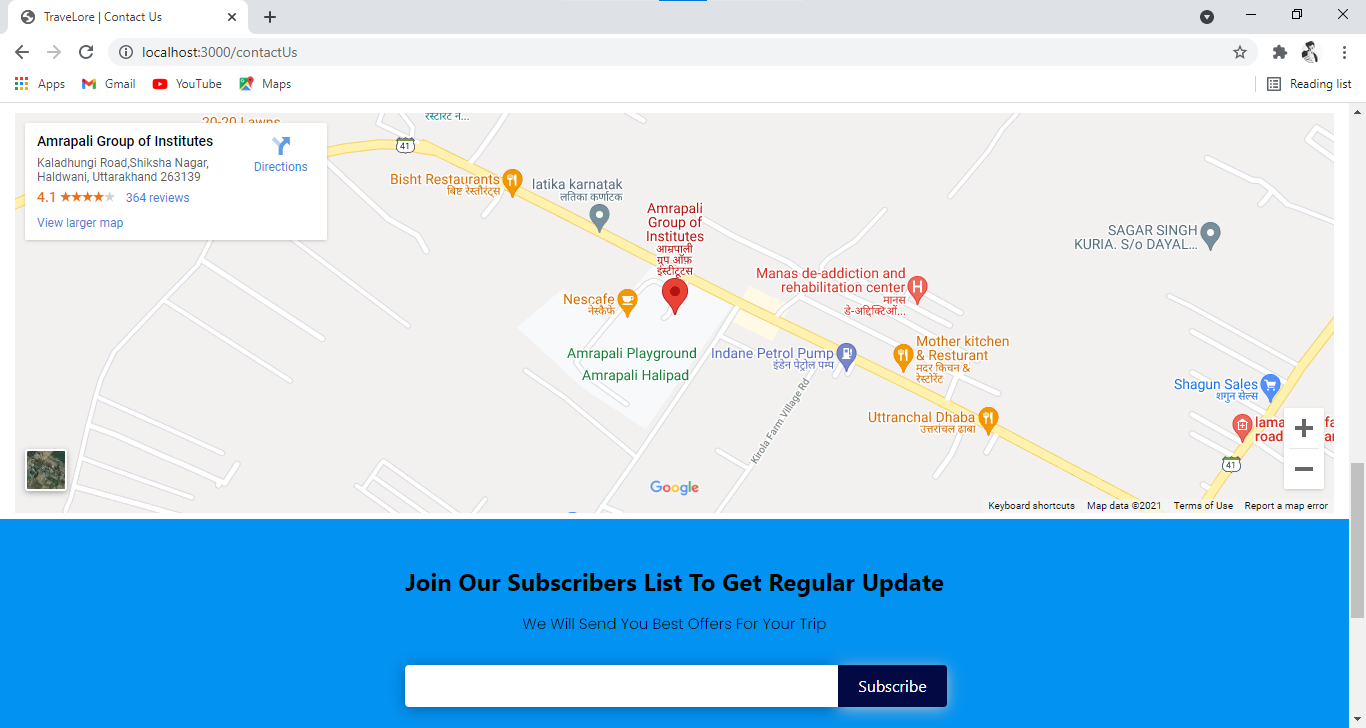 TraveLore | Contact Us
localhost:3000/contactUs
Apps
Gmail
YouTube
Maps
Reading list
20-20 Lawns
Amrapali Group of Institutes
Kaladhungi Road,Shiksha Nagar,
Haldwani, Uttarakhand 263139
4.1
364 reviews
View larger map
Directions
41
Bisht Restaurants
बिष्ट रेस्तौरंट्स
latika karnatak
लतिका कर्णाटक
Amrapali
Group of
Institutes
आम्रपाली
ग्रुप ऑफ़
इंस्टीटूट्स
SAGAR SINGH
KURIA. S/o DAYAL...
Manas de-addiction and
rehabilitation center
मानस
Nescafe
नेस्कैफे
Amrapali Playground
Amrapali Halipad
Indane Petrol Pump
इंडेन पेट्रोल पम्प
Mother kitchen
& Resturant
मदर किचन &
रेस्टोरेंट
Kirola Farm Village Rd
Uttranchal Dhaba
उत्तरांचल ढाबा
Shagun Sales
शगुन सेल्स
road
41
Google
Keyboard shortcuts
Map data ©2021
Terms of Use
Report a map error
Join Our Subscribers List To Get Regular Update
We Will Send You Best Offers For Your Trip
Subscribe